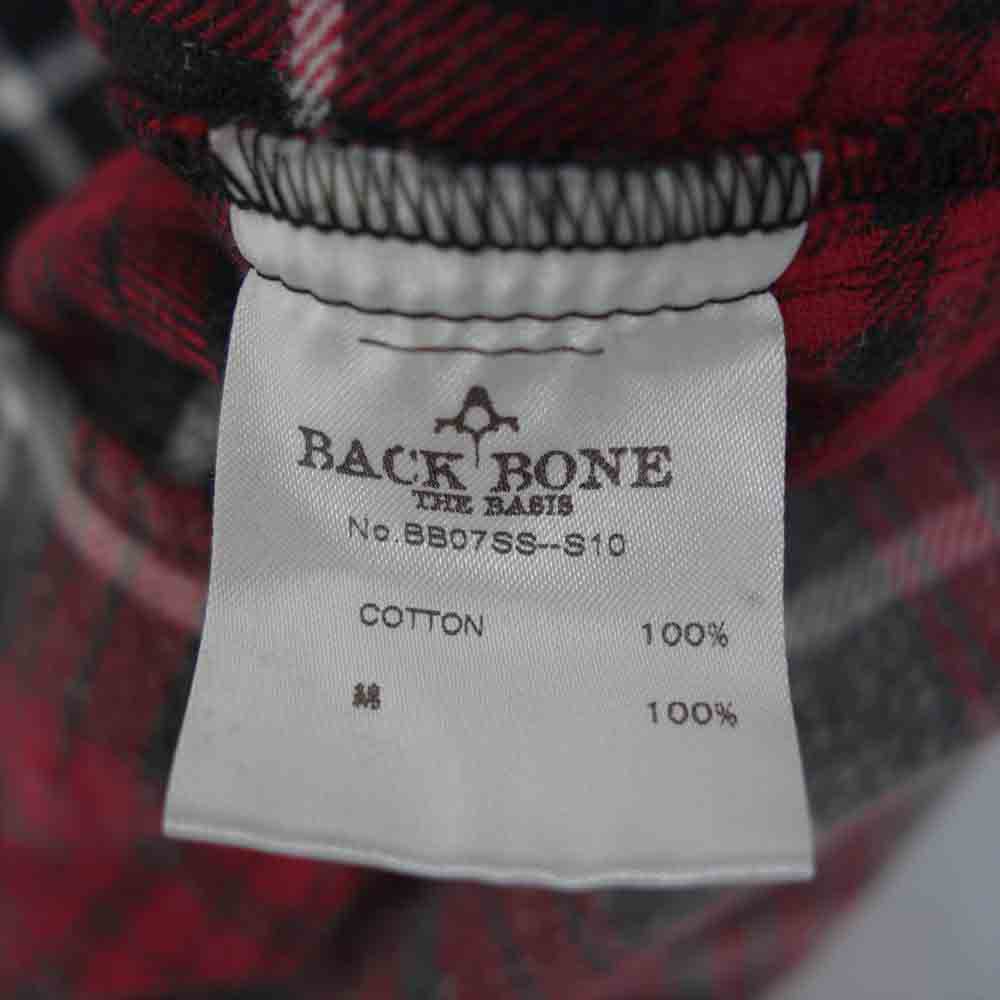 BACK BONE
THE BASIS
No.BB07SS--S10
COTTON 100%
綿 100%